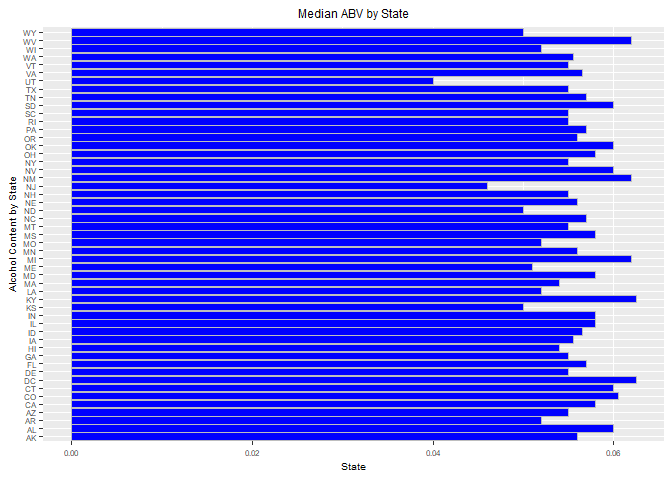 Median ABV by State
Alcohol Content by State
WY
WV
WI
WA
VT
VA
UT
TX
TN
SD
SC
RI
PA
OR
OK
OH
NY
NV
NM
NJ
NH
NE
ND
NC
MT
MS
MO
MN
MI
ME
MD
MA
LA
KY
KS
IN
IL
ID
IA
HI
GA
FL
DE
DC
CT
CO
CA
AZ
AR
AL
AK
0.00 0.02 0.04 0.06
State